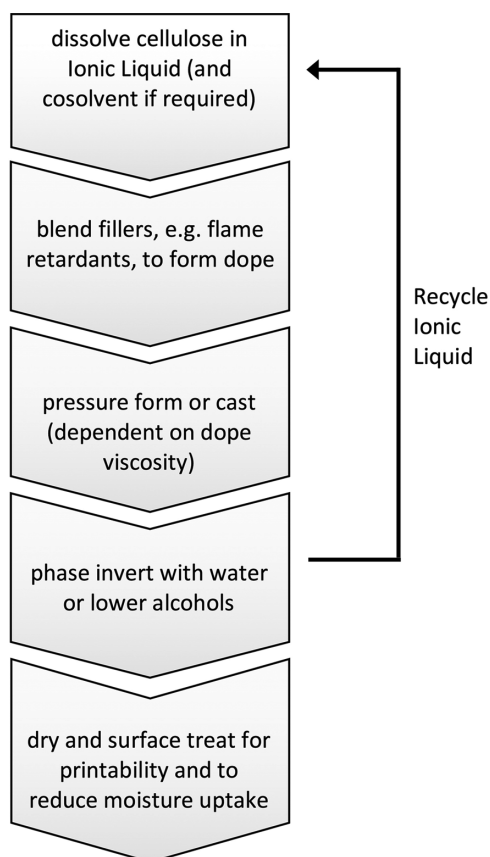 dissolve cellulose in
Ionic Liquid (and
cosolvent if required)
blend fillers, e.g. flame
retardants, to form dope
Recycle
Ionic
Liquid
pressure form or cast
(dependent on dope
viscosity)
phase invert with water
or lower alcohols
dry and surface treat for
printability and to
reduce moisture uptake